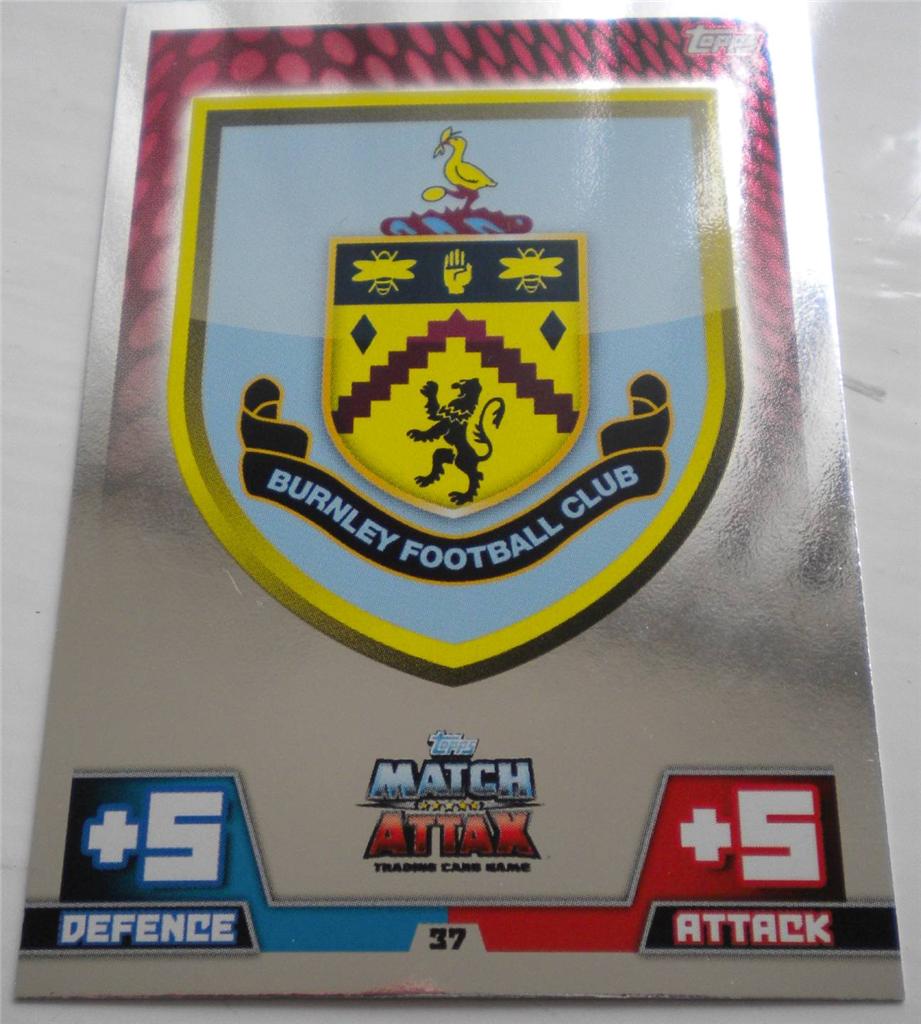 topps
BURNLEY FOOTBALL CLUB
topps
MATCH
ATTAX
TRADING CARD GAME
+5
+5
DEFENCE
37
ATTACK